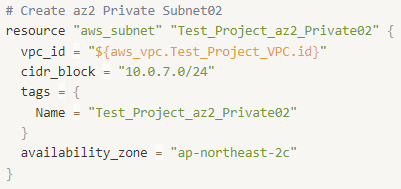 # Create az2 Private Subnet02
resource "aws_subnet" "Test_Project_az2_Private02" {
  vpc_id = "${aws_vpc.Test_Project_VPC.id}"
  cidr_block = "10.0.7.0/24"
  tags = {
    Name = "Test_Project_az2_Private02"
  }
  availability_zone = "ap-northeast-2c"
}